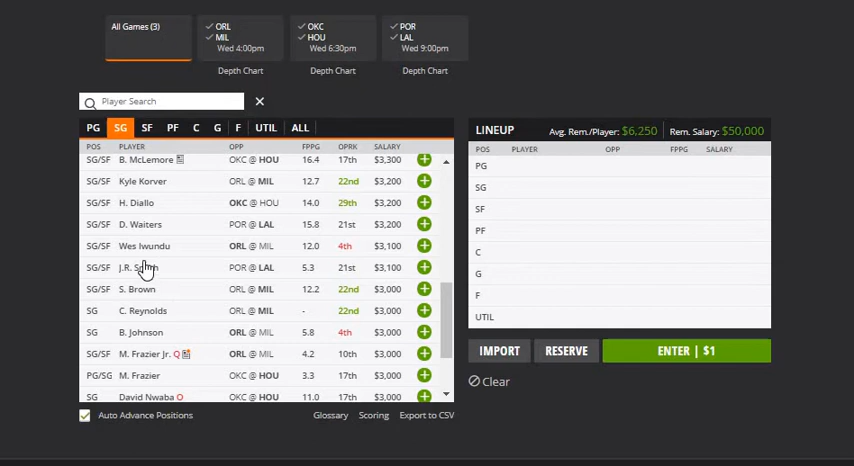 All Games (3)
ORL
MIL
Wed 4:00pm
OKC
HOU
Wed 6:30pm
POR
LAL
Wed 9:00pm
Depth Chart
Depth Chart
Depth Chart
Player Search
PG SG SF PF C G F UTIL ALL
POS PLAYER OPP FPPG OPRK SALARY
SG/SF B. McLemore OKC @ HOU 16.4 17th $3,300
SG/SF Kyle Korver ORL @ MIL 12.7 22nd $3,200
SG/SF H. Diallo OKC @ HOU 14.0 29th $3,200
SG/SF D. Waiters POR @ LAL 15.8 21st $3,200
SG/SF Wes Iwundu ORL @ MIL 12.0 4th $3,100
SG/SF J.R. Smith POR @ LAL 5.3 21st $3,100
SG/SF S. Brown ORL @ MIL 12.2 22nd $3,000
SG C. Reynolds ORL @ MIL - 22nd $3,000
SG B. Johnson ORL @ MIL 5.8 4th $3,000
SG/SF M. Frazier Jr. Q ORL @ MIL 4.2 10th $3,000
PG/SG M. Frazier OKC @ HOU 3.3 17th $3,000
SG David Nwaba O OKC @ HOU 11.0 17th $3,000
Auto Advance Positions
Glossary Scoring Export to CSV
LINEUP Avg. Rem./Player: $6,250 Rem. Salary: $50,000
POS PLAYER OPP FPPG SALARY
PG
SG
SF
PF
C
G
F
UTIL
IMPORT RESERVE ENTER | $1
Clear